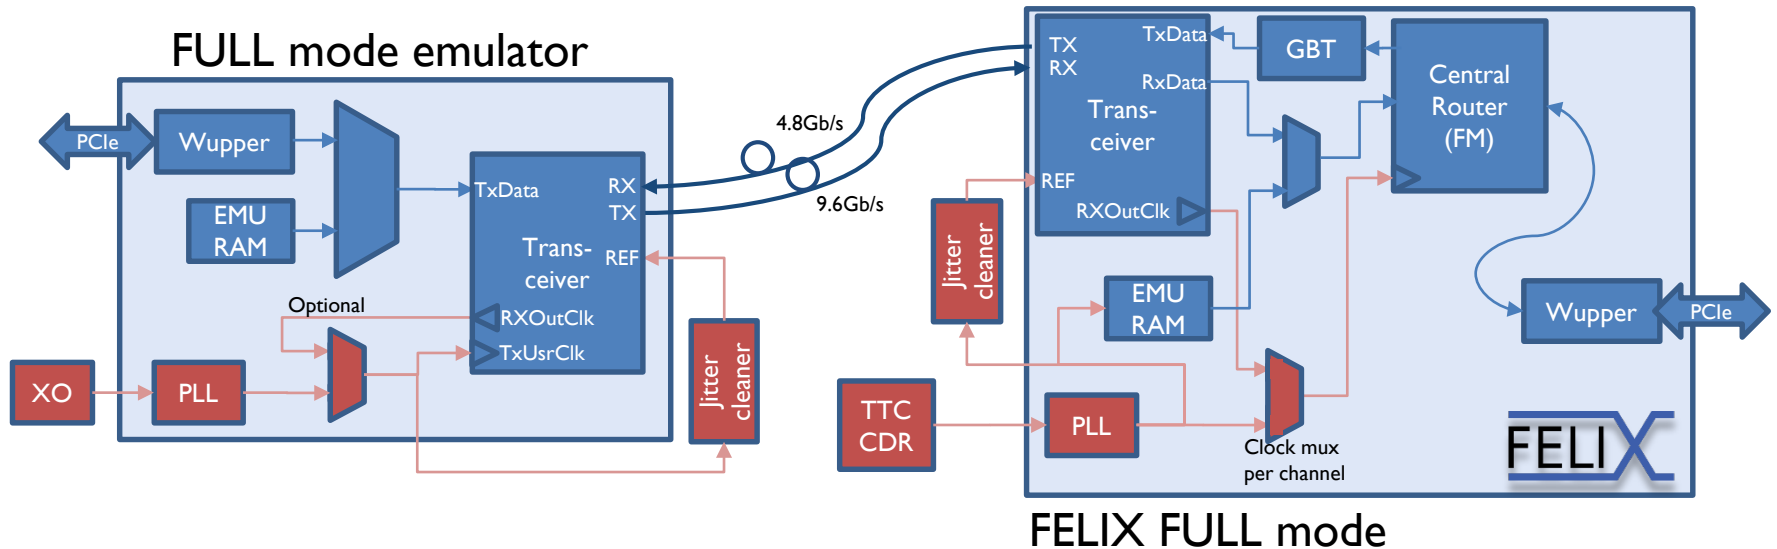 FULL mode emulator
PCIe
Wupper
EMU
RAM
TxData
RX
TX
REF
Trans-
ceiver
Optional
RXOutClk
TxUsrClk
XO
PLL
Jitter
cleaner
4.8Gb/s
9.6Gb/s
TX
RX
TxData
RxData
GBT
Central
Router
(FM)
Trans-
ceiver
REF
RXOutClk
Jitter
cleaner
EMU
RAM
Wupper
PCIe
TTC
CDR
PLL
Clock mux
per channel
FELIX
FELIX FULL mode